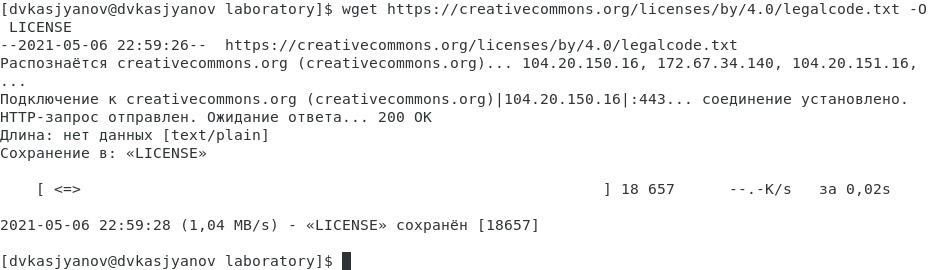 [dvkasjyanov@dvkasjyanov laboratory]$ wget https://creativecommons.org/licenses/by/4.0/legalcode.txt -O
LICENSE
--2021-05-06 22:59:26--  https://creativecommons.org/licenses/by/4.0/legalcode.txt
Распознаётся creativecommons.org (creativecommons.org)... 104.20.150.16, 172.67.34.140, 104.20.151.16,
...
Подключение к creativecommons.org (creativecommons.org)|104.20.150.16|:443... соединение установлено.
HTTP-запрос отправлен. Ожидание ответа... 200 OK
Длина: нет данных [text/plain]
Сохранение в: «LICENSE»
[ <=>                                                          ] 18 657      --.-K/s   за 0,02s
2021-05-06 22:59:28 (1,04 MB/s) - «LICENSE» сохранён [18657]
[dvkasjyanov@dvkasjyanov laboratory]$